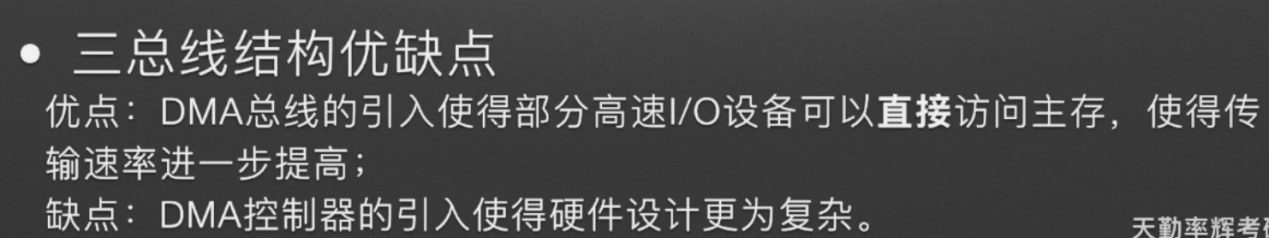 • 三总线结构优缺点
优点：DMA总线的引入使得部分高速I/O设备可以直接访问主存，使得传
输速率进一步提高；
缺点：DMA控制器的引入使得硬件设计更为复杂。
天勤率辉考研